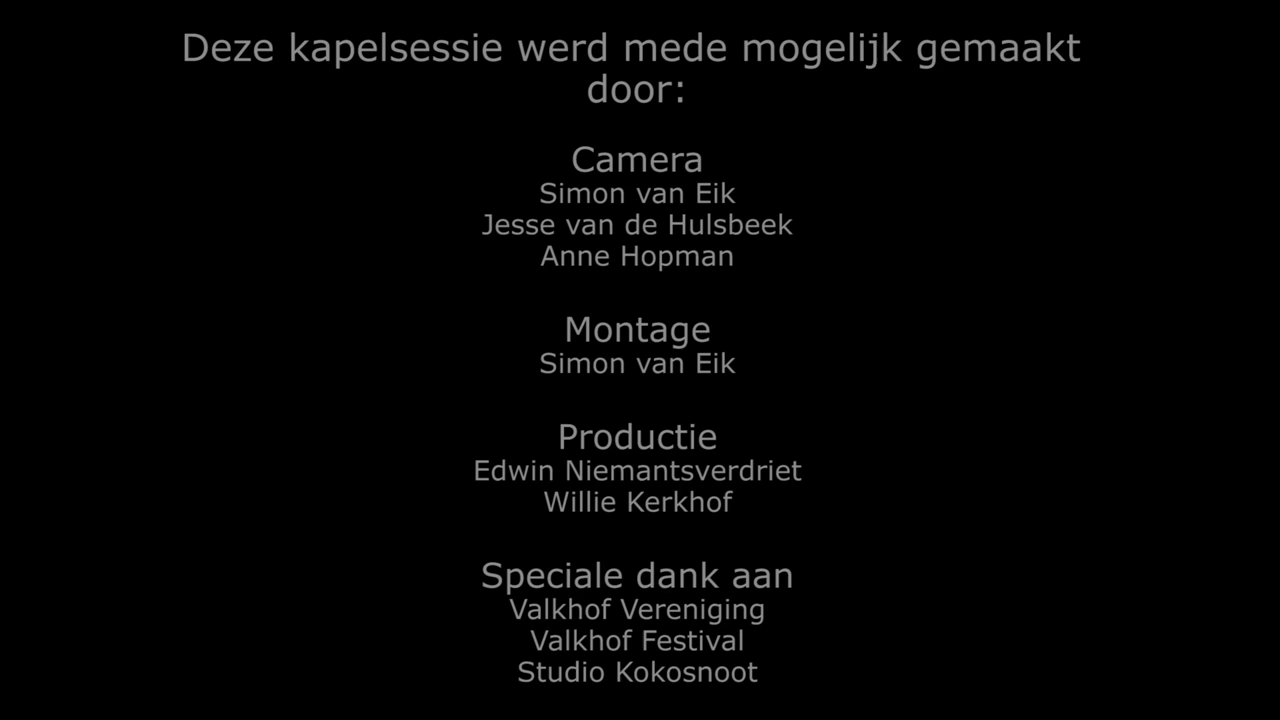 Deze kapelsessie werd mede mogelijk gemaakt
door:
Camera
Simon van Eik
Jesse van de Hulsbeek
Anne Hopman
Montage
Simon van Eik
Productie
Edwin Niemantsverdriet
Willie Kerkhof
Speciale dank aan
Valkhof Vereniging
Valkhof Festival
Studio Kokosnoot